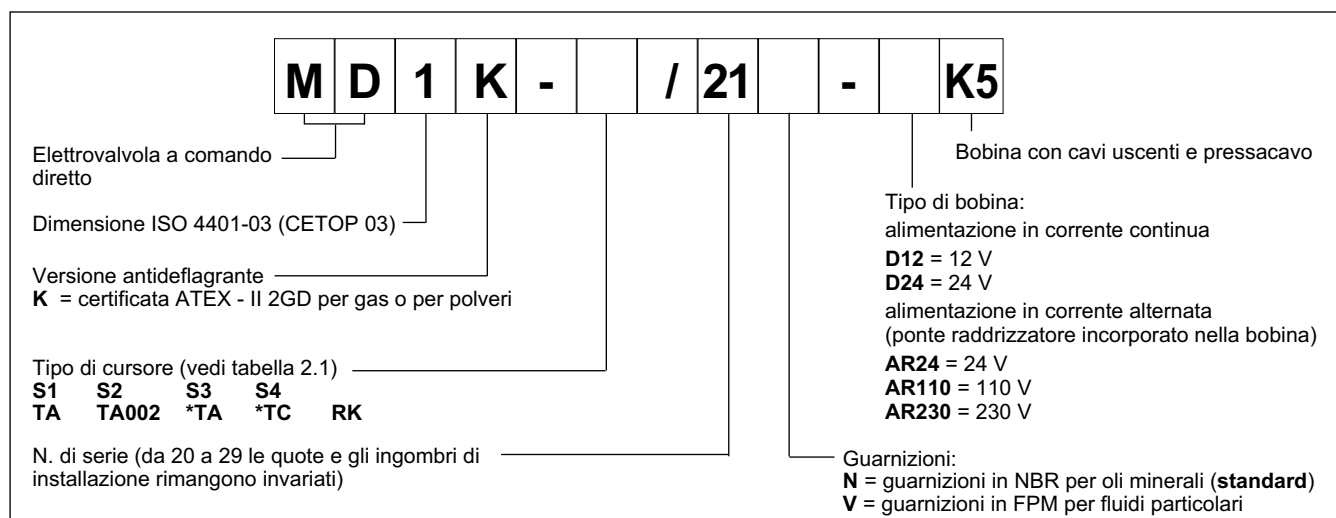 M D 1 K - / 21 - K5
Elettrovalvola a comando
diretto
Dimensione ISO 4401-03 (CETOP 03)
Versione antideflagrante
K = certificata ATEX - II 2GD per gas o per polveri
Tipo di cursore (vedi tabella 2.1)
S1 S2 S3 S4
TA TA002 *TA *TC RK
N. di serie (da 20 a 29 le quote e gli ingombri di
installazione rimangono invariati)
Bobina con cavi uscenti e pressacavo
Tipo di bobina:
alimentazione in corrente continua
D12 = 12 V
D24 = 24 V
alimentazione in corrente alternata
(ponte raddrizzatore incorporato nella bobina)
AR24 = 24 V
AR110 = 110 V
AR230 = 230 V
Guarnizioni:
N = guarnizioni in NBR per oli minerali (standard)
V = guarnizioni in FPM per fluidi particolari